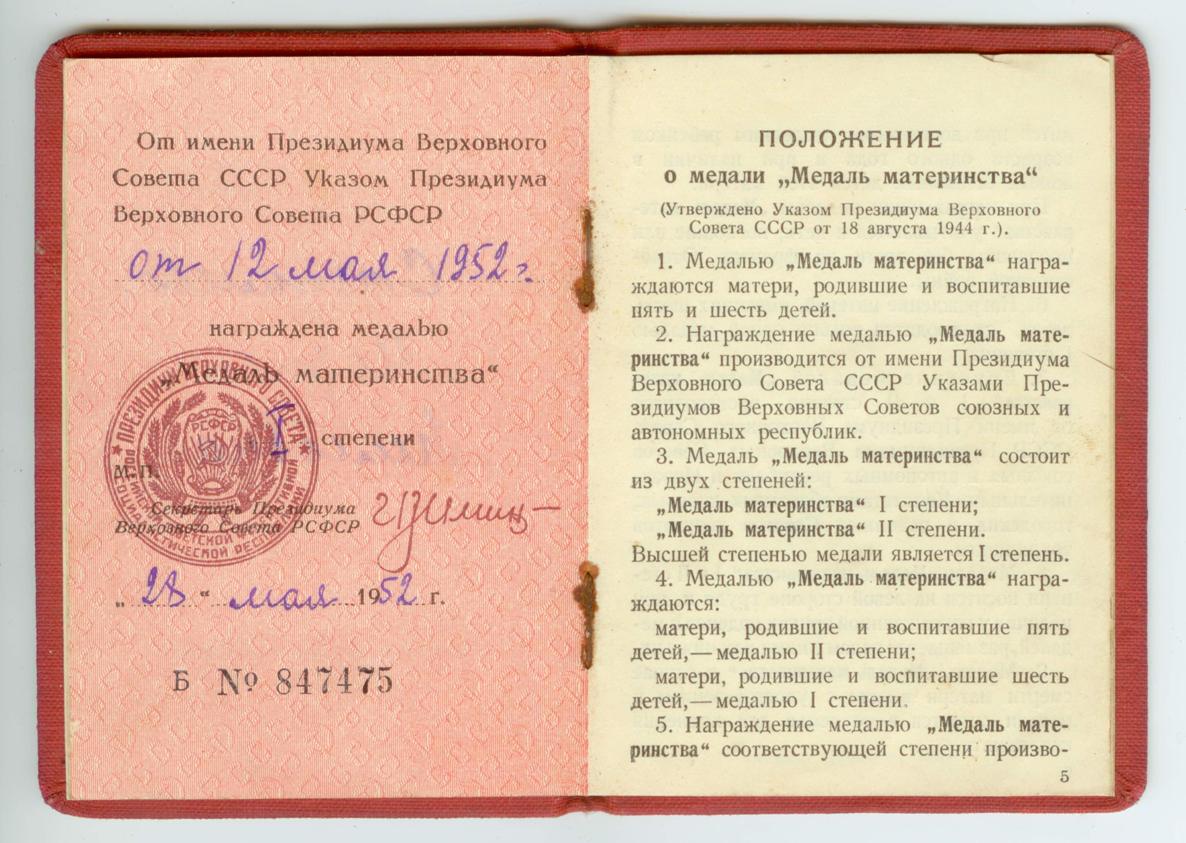 От имени Президиума Верховного
Совета СССР Указом Президиума
Верховного Совета РСФСР
от 12 мая 1952 г.
награждена медалью
„Медаль материнства“
I степени
М. П.
Секретарь Президиума
Верховного Совета РСФСР
„28“ мая 1952 г.
Б № 847475
ПРЕЗИДИУМ ВЕРХОВНОГО СОВЕТА
РСФСР
ПОЛОЖЕНИЕ
о медали „Медаль материнства“
(Утверждено Указом Президиума Верховного
Совета СССР от 18 августа 1944 г.).
1. Медалью „Медаль материнства“ награ-
ждаются матери, родившие и воспитавшие
пять и шесть детей.
2. Награждение медалью „Медаль мате-
ринства“ производится от имени Президиума
Верховного Совета СССР Указами Пре-
зидиумов Верховных Советов союзных и
автономных республик.
3. Медаль „Медаль материнства“ состоит
из двух степеней:
„Медаль материнства“ I степени;
„Медаль материнства“ II степени.
Высшей степенью медали является I степень.
4. Медалью „Медаль материнства“ награ-
ждаются:
матери, родившие и воспитавшие пять
детей,— медалью II степени;
матери, родившие и воспитавшие шесть
детей,— медалью I степени.
5. Награждение медалью „Медаль мате-
ринства“ соответствующей степени произво-
5